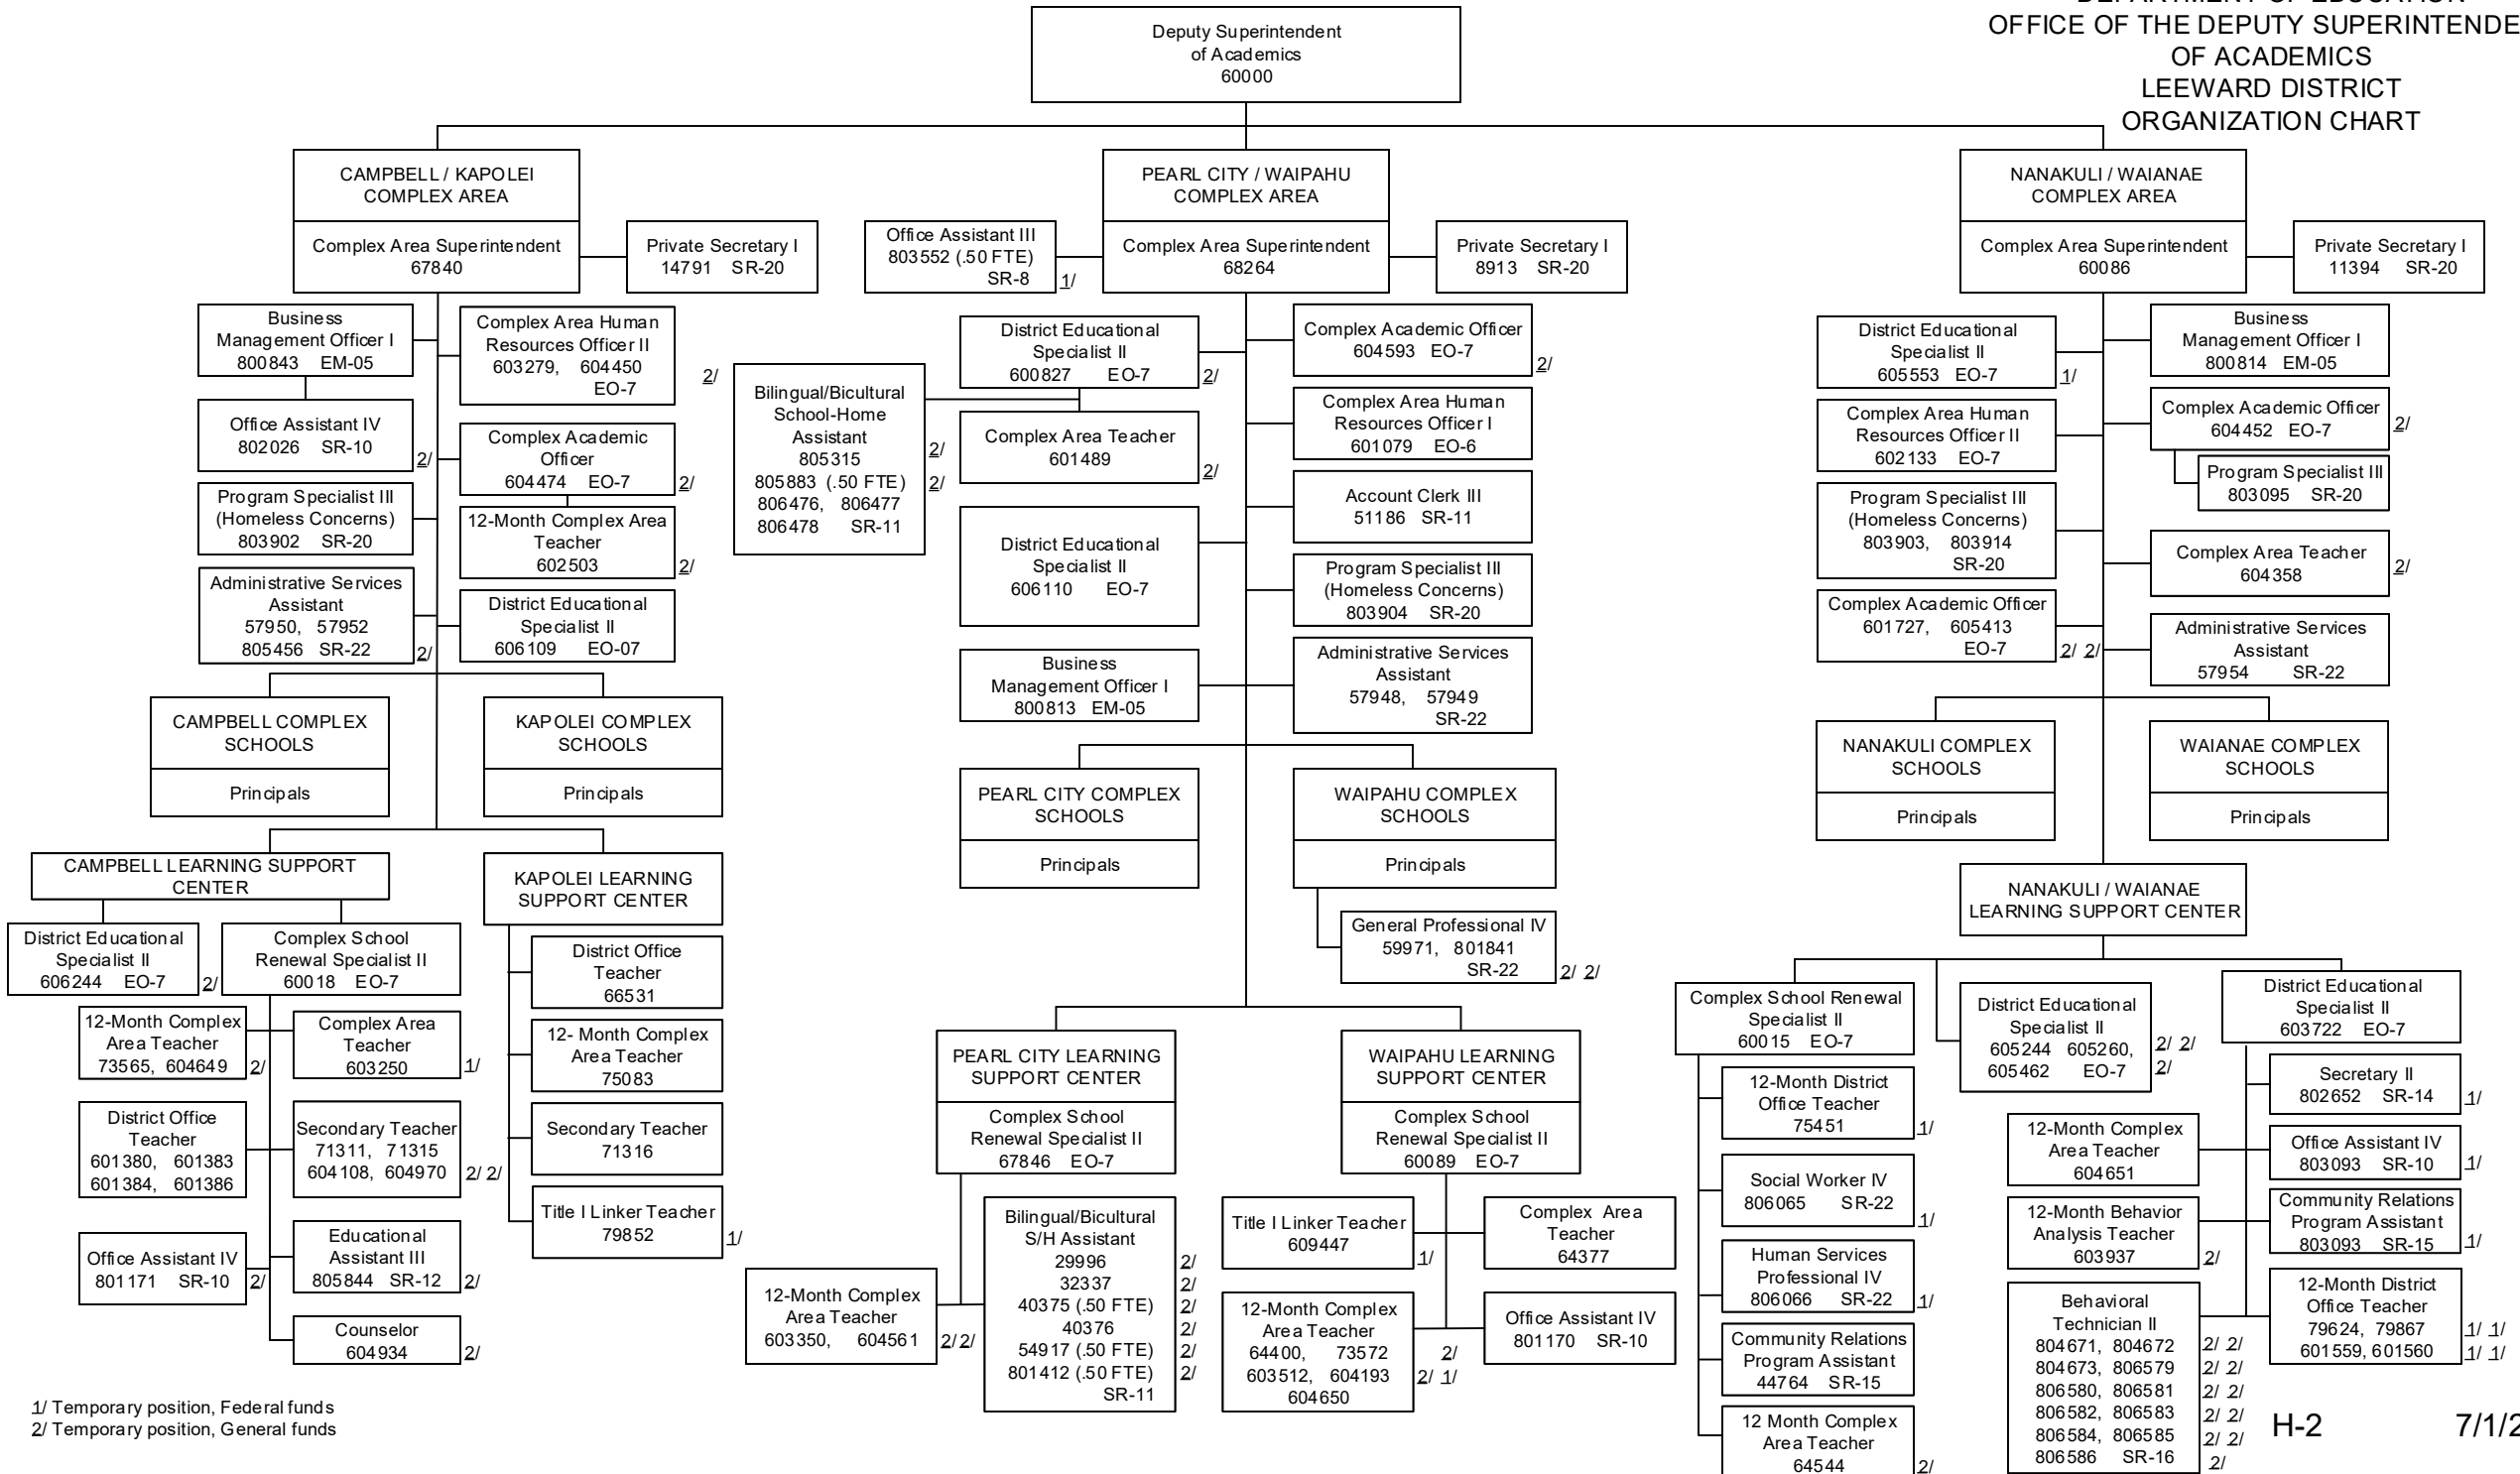 DEPARTMENT OF EDUCATION
OFFICE OF THE DEPUTY SUPERINTENDE
OF ACADEMICS
LEEWARD DISTRICT
ORGANIZATION CHART
Deputy Superintendent
of Academics
60000
CAMPBELL / KAPOLEI
COMPLEX AREA
Complex Area Superintendent
67840
Private Secretary I
14791 SR-20
Business
Management Officer I
800843 EM-05
Complex Area Human
Resources Officer II
603279, 604450
EO-7
2/
Office Assistant IV
802026 SR-10
2/
Complex Academic
Officer
604474 EO-7
2/
Program Specialist III
(Homeless Concerns)
803902 SR-20
12-Month Complex Area
Teacher
602503
2/
Administrative Services
Assistant
57950, 57952
805456 SR-22
2/
District Educational
Specialist II
606109 EO-07
CAMPBELL COMPLEX
SCHOOLS
Principals
KAPOLEI COMPLEX
SCHOOLS
Principals
CAMPBELL LEARNING SUPPORT
CENTER
District Educational
Specialist II
606244 EO-7
2/
Complex School
Renewal Specialist II
60018 EO-7
12-Month Complex
Area Teacher
73565, 604649
2/
Complex Area
Teacher
603250
1/
District Office
Teacher
601380, 601383
601384, 601386
Secondary Teacher
71311, 71315
604108, 604970
2/ 2/
Office Assistant IV
801171 SR-10
2/
Educational
Assistant III
805844 SR-12
2/
Counselor
604934
2/
KAPOLEI LEARNING
SUPPORT CENTER
District Office
Teacher
66531
12- Month Complex
Area Teacher
75083
Secondary Teacher
71316
Title I Linker Teacher
79852
1/
PEARL CITY / WAIPAHU
COMPLEX AREA
Complex Area Superintendent
68264
Office Assistant III
803552 (.50 FTE)
SR-8
1/
Private Secretary I
8913 SR-20
District Educational
Specialist II
600827 EO-7
2/
Complex Academic Officer
604593 EO-7
2/
Bilingual/Bicultural
School-Home
Assistant
805315
805883 (.50 FTE)
806476, 806477
806478 SR-11
2/
2/
Complex Area Teacher
601489
2/
Complex Area Human
Resources Officer I
601079 EO-6
Account Clerk III
51186 SR-11
District Educational
Specialist II
606110 EO-7
Program Specialist III
(Homeless Concerns)
803904 SR-20
Business
Management Officer I
800813 EM-05
Administrative Services
Assistant
57948, 57949
SR-22
PEARL CITY COMPLEX
SCHOOLS
Principals
WAIPAHU COMPLEX
SCHOOLS
Principals
General Professional IV
59971, 801841
SR-22
2/ 2/
PEARL CITY LEARNING
SUPPORT CENTER
Complex School
Renewal Specialist II
67846 EO-7
12-Month Complex
Area Teacher
603350, 604561
2/ 2/
Bilingual/Bicultural
S/H Assistant
29996
32337
40375 (.50 FTE)
40376
54917 (.50 FTE)
801412 (.50 FTE)
SR-11
2/
2/
2/
2/
2/
2/
WAIPAHU LEARNING
SUPPORT CENTER
Complex School
Renewal Specialist II
60089 EO-7
Title I Linker Teacher
609447
1/
Complex Area
Teacher
64377
12-Month Complex
Area Teacher
64400, 73572
603512, 604193
604650
2/
2/ 1/
Office Assistant IV
801170 SR-10
NANAKULI / WAIANAE
COMPLEX AREA
Complex Area Superintendent
60086
Private Secretary I
11394 SR-20
District Educational
Specialist II
605553 EO-7
1/
Business
Management Officer I
800814 EM-05
Complex Area Human
Resources Officer II
602133 EO-7
Complex Academic Officer
604452 EO-7
2/
Program Specialist III
803095 SR-20
Program Specialist III
(Homeless Concerns)
803903, 803914
SR-20
Complex Area Teacher
604358
2/
Complex Academic Officer
601727, 605413
EO-7
2/ 2/
Administrative Services
Assistant
57954 SR-22
NANAKULI COMPLEX
SCHOOLS
Principals
WAIANAE COMPLEX
SCHOOLS
Principals
NANAKULI / WAIANAE
LEARNING SUPPORT CENTER
Complex School Renewal
Specialist II
60015 EO-7
12-Month District
Office Teacher
75451
1/
Social Worker IV
806065 SR-22
1/
Human Services
Professional IV
806066 SR-22
1/
Community Relations
Program Assistant
44764 SR-15
12 Month Complex
Area Teacher
64544
2/
District Educational
Specialist II
605244 605260,
605462 EO-7
2/ 2/
2/
District Educational
Specialist II
603722 EO-7
Secretary II
802652 SR-14
1/
12-Month Complex
Area Teacher
604651
Office Assistant IV
803093 SR-10
1/
12-Month Behavior
Analysis Teacher
603937
2/
Community Relations
Program Assistant
803093 SR-15
1/
Behavioral
Technician II
804671, 804672
804673, 806579
806580, 806581
806582, 806583
806584, 806585
806586 SR-16
2/ 2/
2/ 2/
2/ 2/
2/ 2/
2/ 2/
2/
12-Month District
Office Teacher
79624, 79867
601559, 601560
1/ 1/
1/ 1/
1/ Temporary position, Federal funds
2/ Temporary position, General funds
H-2
7/1/2